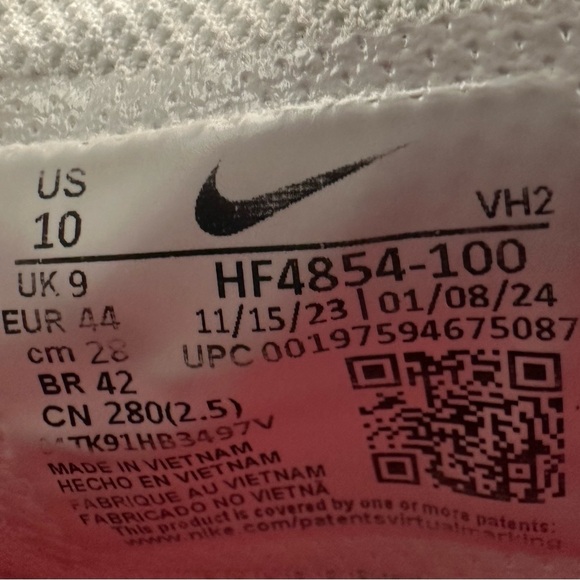 US
10
VH2
UK 9
HF4854-100
EUR 44
11/15/23 | 01/08/24
cm 28
UPC 00197594675087
BR 42
CN 280(2.5)
MADE IN VIETNAM
HECHO EN VIETNAM
FABRIQUE AU VIETNAM
FABRICADO NO VIETNÃ
This product is covered by one or more patents:
www.nike.com/patentsvirtualmarking